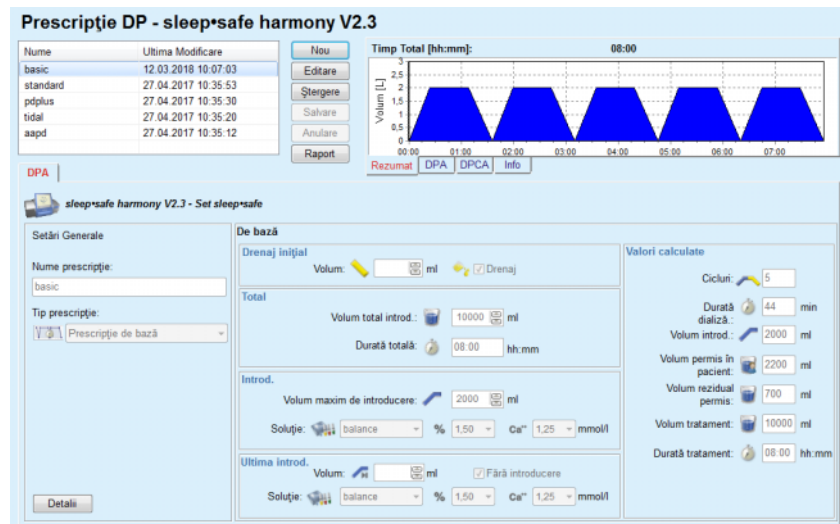 Prescripţie DP - sleep•safe harmony V2.3
Nume Ultima Modificare
basic 12.03.2018 10:07:03
standard 27.04.2017 10:35:53
pdplus 27.04.2017 10:35:30
tidal 27.04.2017 10:35:20
aapd 27.04.2017 10:35:12
Nou
Editare
Ştergere
Salvare
Anulare
Raport
Timp Total [hh:mm]: 08:00
Volum [L]
3
2,5
2
1,5
1
0,5
0
00:00 01:00 02:00 03:00 04:00 05:00 06:00 07:00
Rezumat DPA DPCA Info
DPA
sleep•safe harmony V2.3 - Set sleep•safe
Setări Generale
Nume prescripţie:
basic
Tip prescripţie:
Prescripţie de bază
Detalii
De bază
Drenaj iniţial
Volum: ml Drenaj
Total
Volum total introd.: 10000 ml
Durată totală: 08:00 hh:mm
Introd.
Volum maxim de introducere: 2000 ml
Soluţie: balance % 1,50 Ca++ 1,25 mmol/l
Ultima introd.
Volum: ml Fără introducere
Soluţie: balance % 1,50 Ca++ 1,25 mmol/l
Valori calculate
Cicluri: 5
Durată dializă.: 44 min
Volum introd.: 2000 ml
Volum permis în pacient: 2200 ml
Volum rezidual permis: 700 ml
Volum tratament: 10000 ml
Durată tratament: 08:00 hh:mm